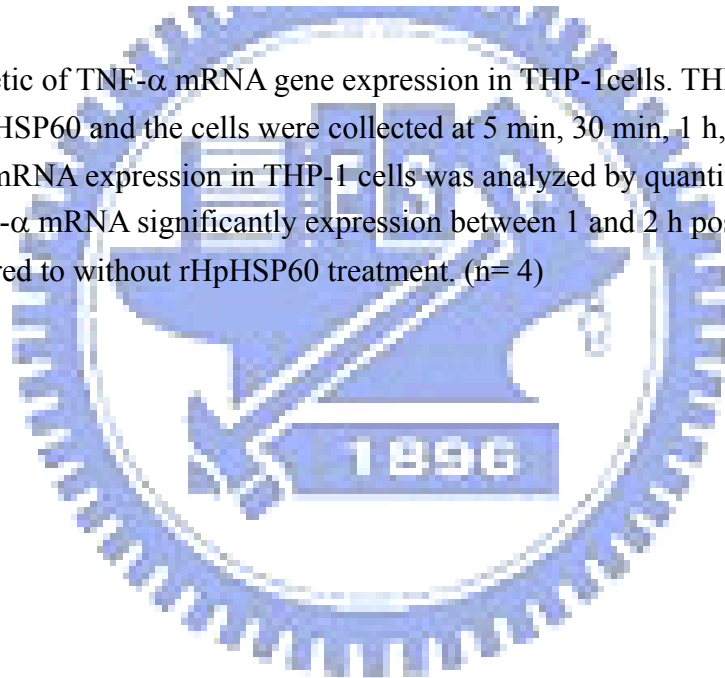 etic of TNF-α mRNA gene expression in THP-1cells. TH
HSP60 and the cells were collected at 5 min, 30 min, 1 h,
mRNA expression in THP-1 cells was analyzed by quanti
-α mRNA significantly expression between 1 and 2 h pos
red to without rHpHSP60 treatment. (n= 4)
ES
1896